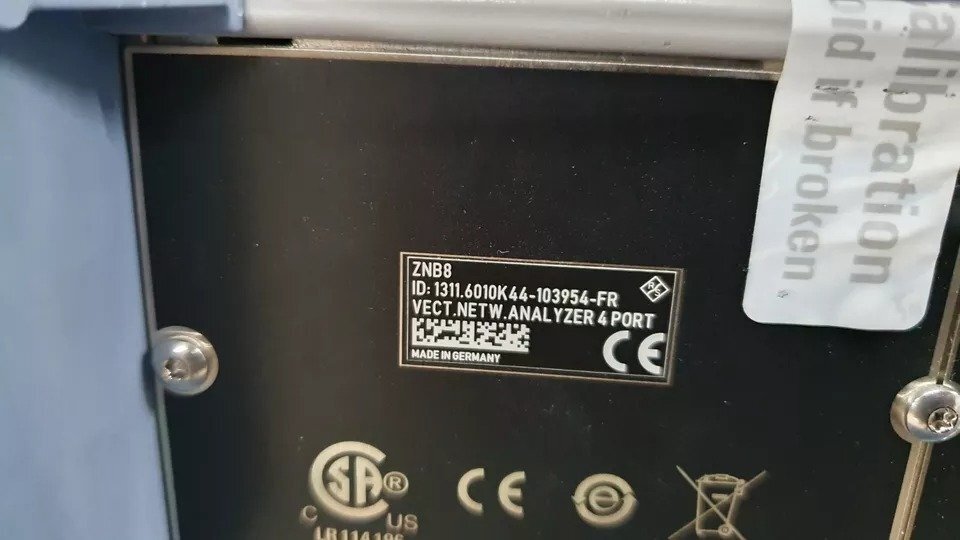 alibration
oid if broken
ZNB8
ID: 1311.6010K44-103954-FR
VECT.NETW.ANALYZER 4 PORT
MADE IN GERMANY
CE
R&S
CSA®
C US
CE
e